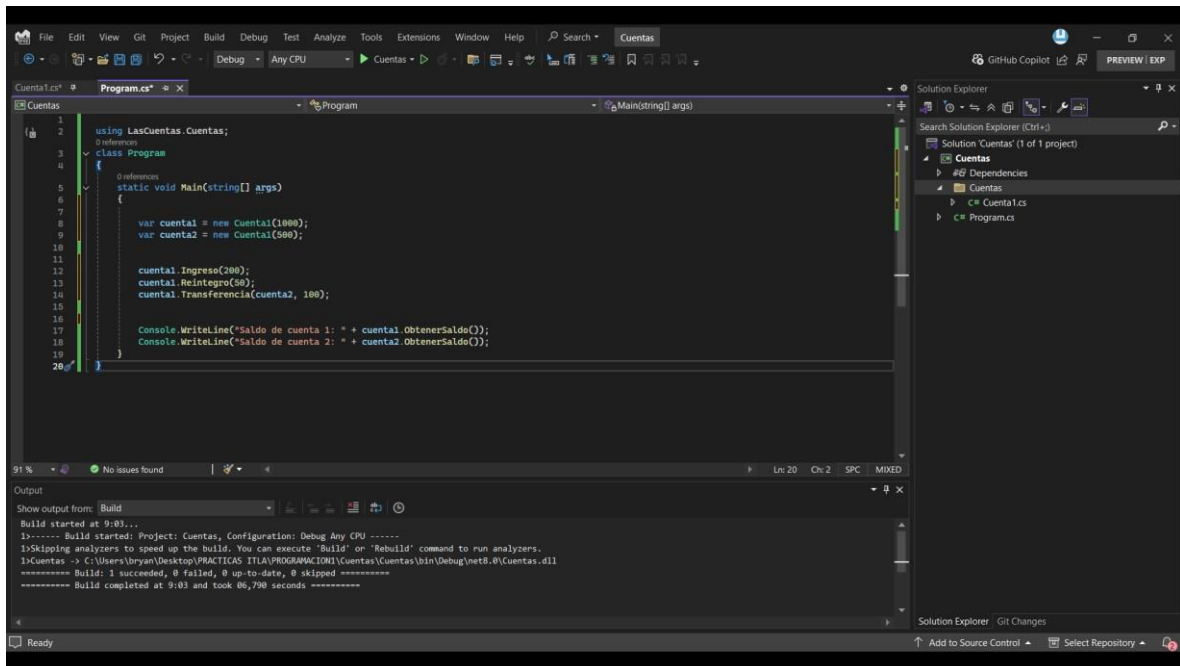 File Edit View Git Project Build Debug Test Analyze Tools Extensions Window Help Search Cuentas
Debug Any CPU Cuentas GitHub Copilot PREVIEW | EXP
Cuenta1.cs* Program.cs*
Cuentas Program Main(string[] args)
1
2 using LasCuentas.Cuentas;
0 references
3 class Program
4 {
0 references
5 static void Main(string[] args)
6 {
7
8 var cuenta1 = new Cuenta1(1000);
9 var cuenta2 = new Cuenta1(500);
10
11
12 cuenta1.Ingreso(200);
13 cuenta1.Reintegro(50);
14 cuenta1.Transferencia(cuenta2, 100);
15
16
17 Console.WriteLine("Saldo de cuenta 1: " + cuenta1.ObtenerSaldo());
18 Console.WriteLine("Saldo de cuenta 2: " + cuenta2.ObtenerSaldo());
19 }
20 }
91 % No issues found Ln: 20 Ch: 2 SPC MIXED
Output
Show output from: Build
Build started at 9:03...
1>------ Build started: Project: Cuentas, Configuration: Debug Any CPU ------
1>Skipping analyzers to speed up the build. You can execute 'Build' or 'Rebuild' command to run analyzers.
1>Cuentas -> C:\Users\bryan\Desktop\PRACTICAS ITLA\PROGRAMACION1\Cuentas\Cuentas\bin\Debug\net8.0\Cuentas.dll
========== Build: 1 succeeded, 0 failed, 0 up-to-date, 0 skipped ==========
========== Build completed at 9:03 and took 06,790 seconds ==========
Solution Explorer
Search Solution Explorer (Ctrl+;)
Solution 'Cuentas' (1 of 1 project)
Cuentas
Dependencies
Cuentas
C# Cuenta1.cs
C# Program.cs
Solution Explorer Git Changes
Ready Add to Source Control Select Repository